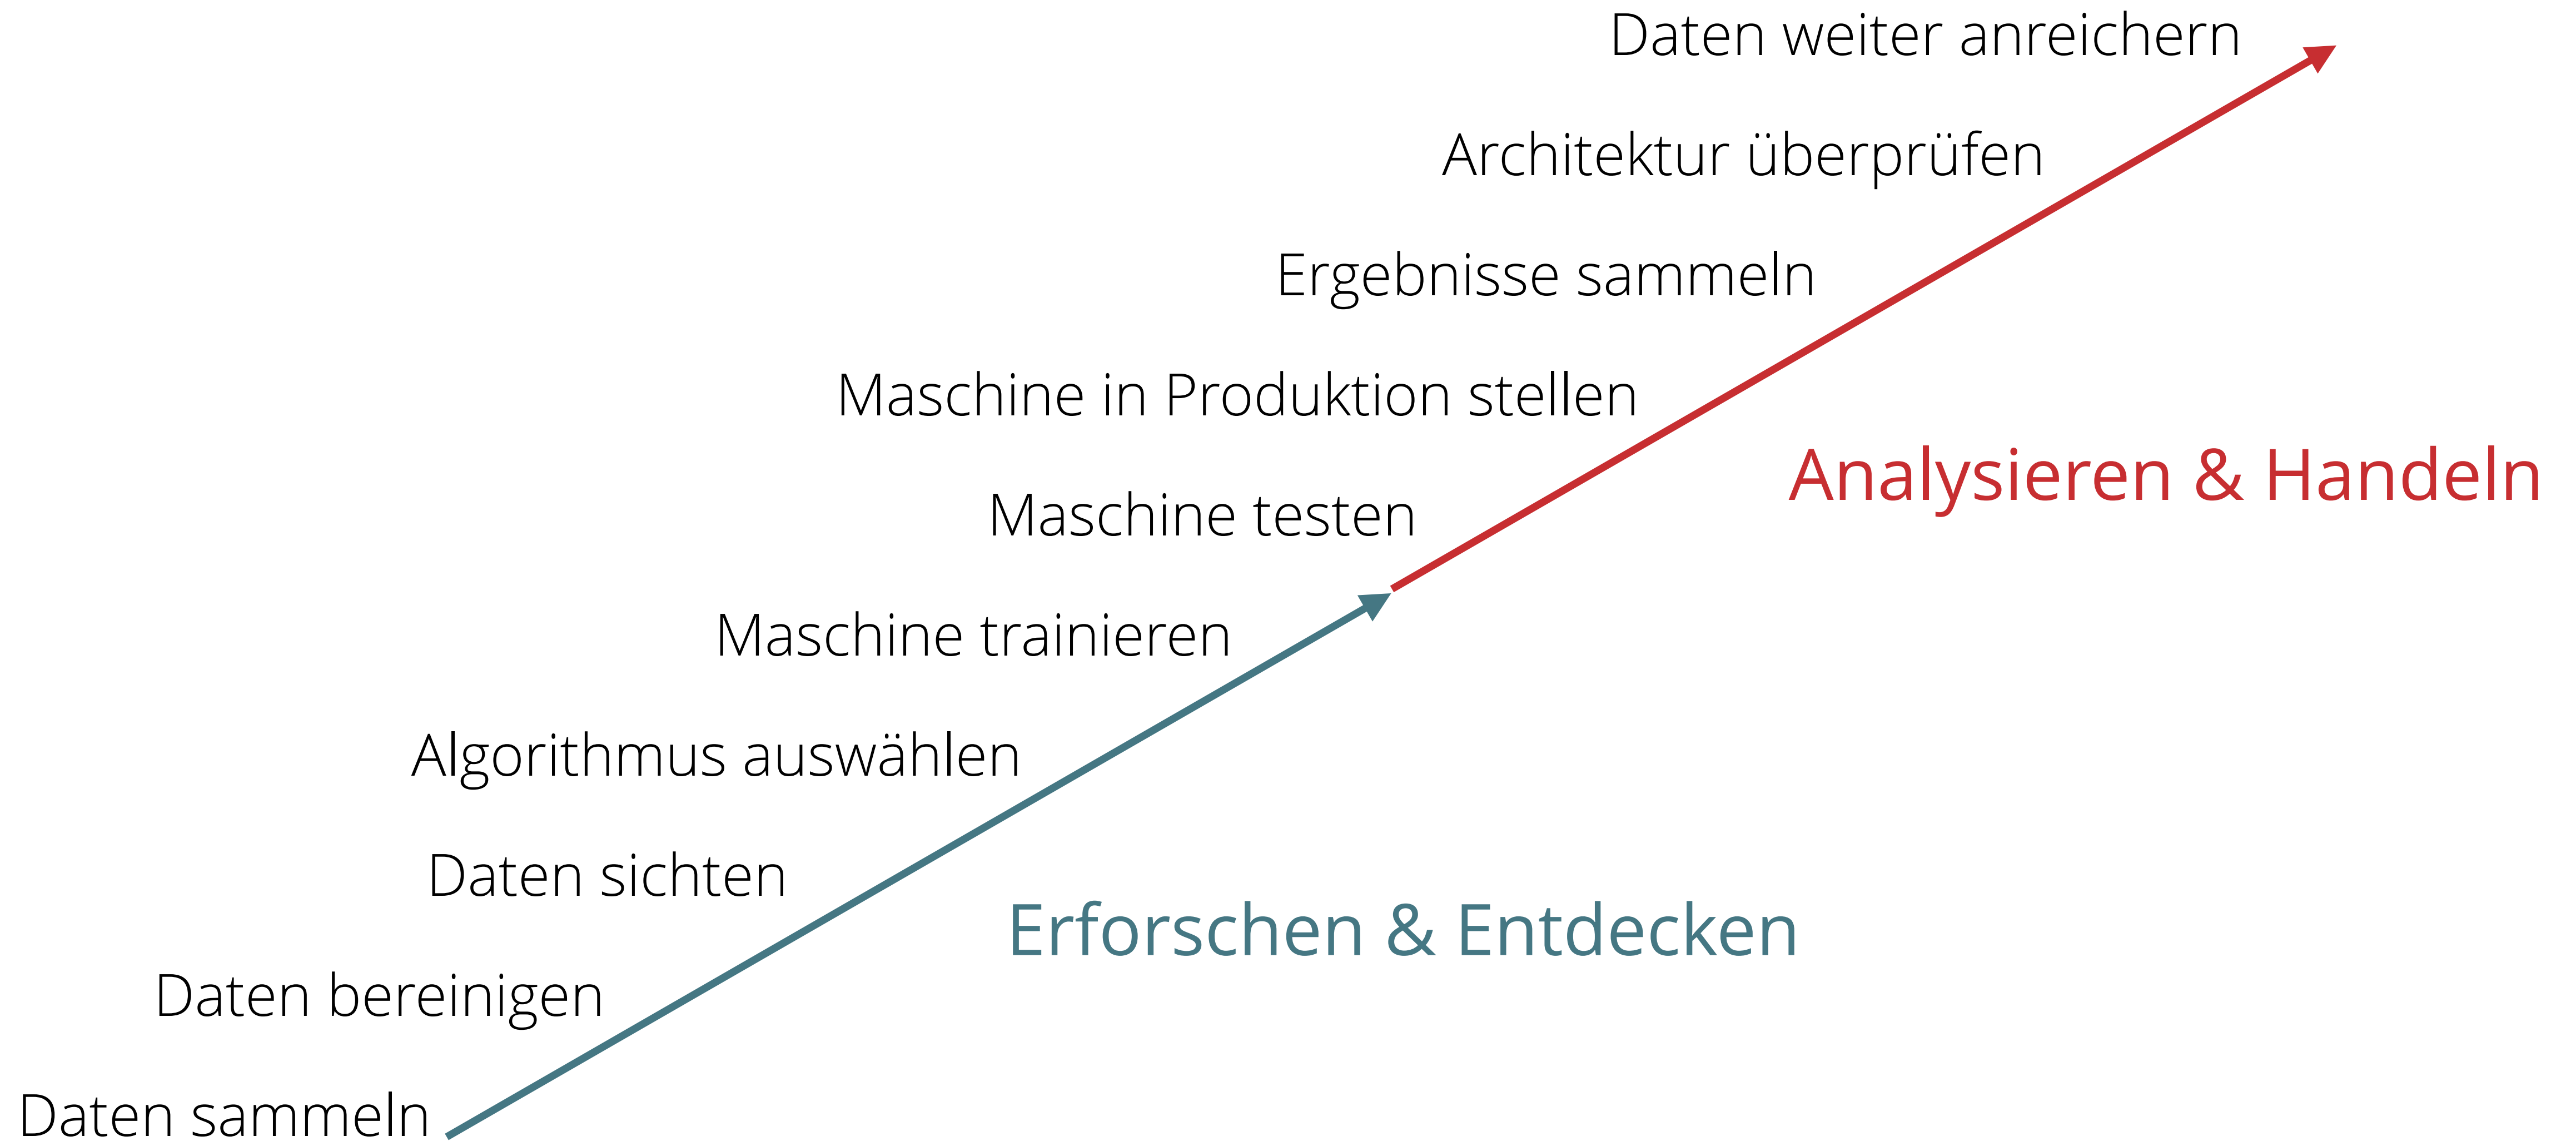 Daten weiter anreichern
Architektur überprüfen
Ergebnisse sammeln
Maschine in Produktion stellen
Analysieren & Handeln
Maschine testen
Maschine trainieren
Algorithmus auswählen
Daten sichten
Erforschen & Entdecken
Daten bereinigen
Daten sammeln